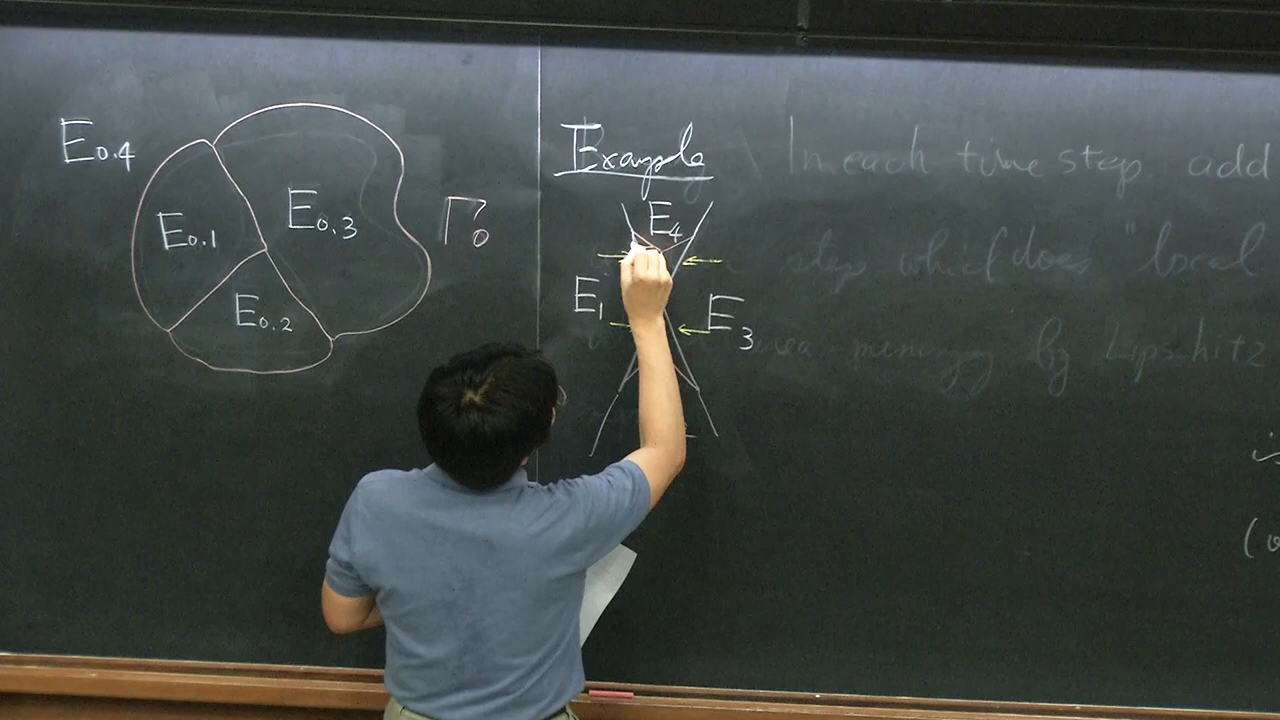 E0.4
E0.1
E0.3
E0.2
Γ0
Example
E4
E1
E3
In each time step add
step which does "local
area memory by Lipschitz